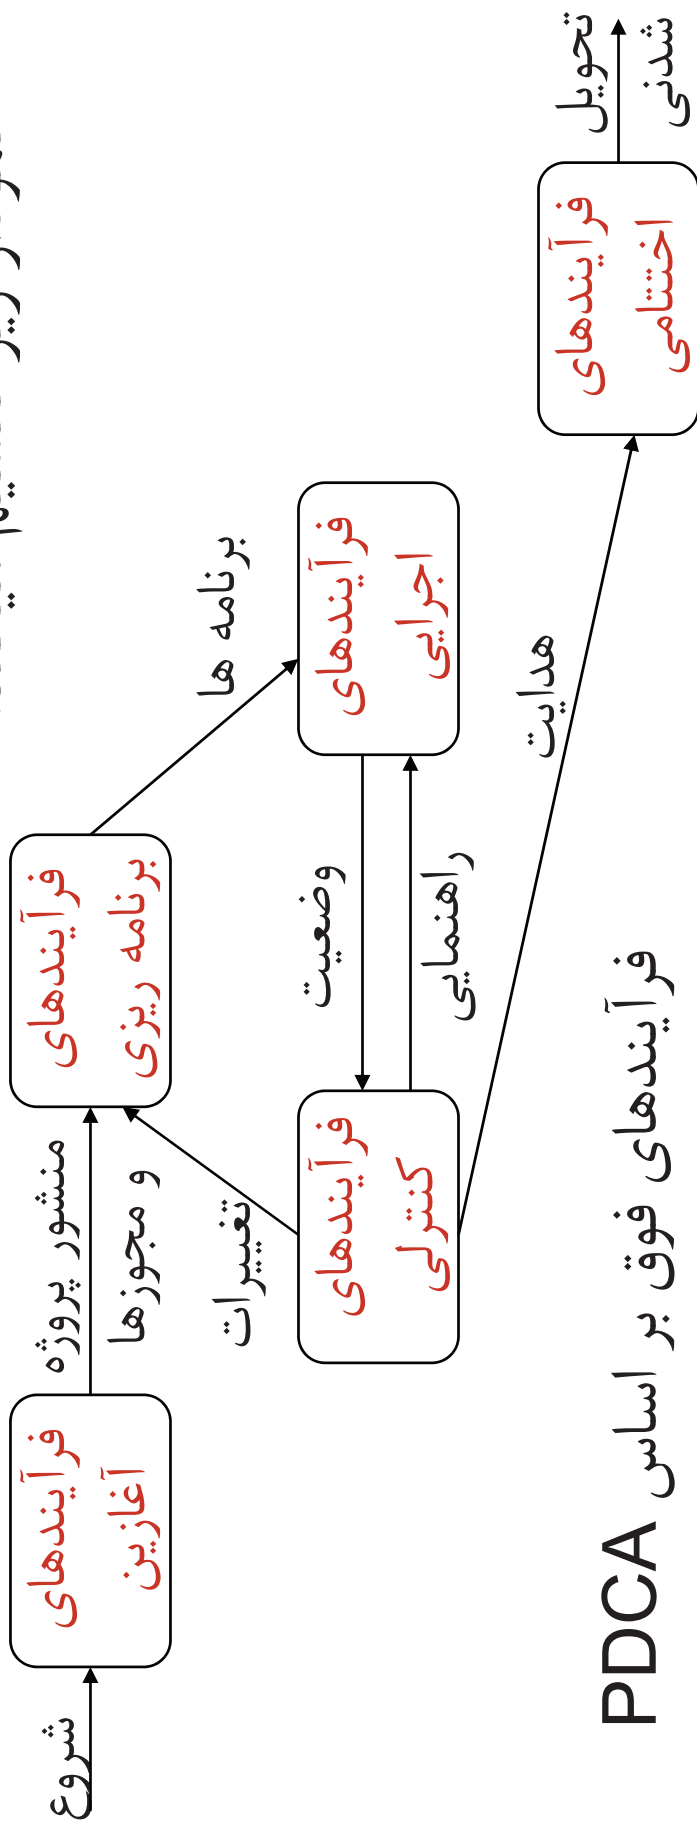 شروع
فرآیندهای
آغازین
منشور پروژه
و مجوزها
فرآیندهای
برنامه ریزی
برنامه ها
تغییرات
فرآیندهای
کنترلی
وضعیت
راهنمایی
فرآیندهای
اجرایی
هدایت
فرآیندهای
اختتامی
تحویل
شدنی
فرآیندهای فوق بر اساس PDCA